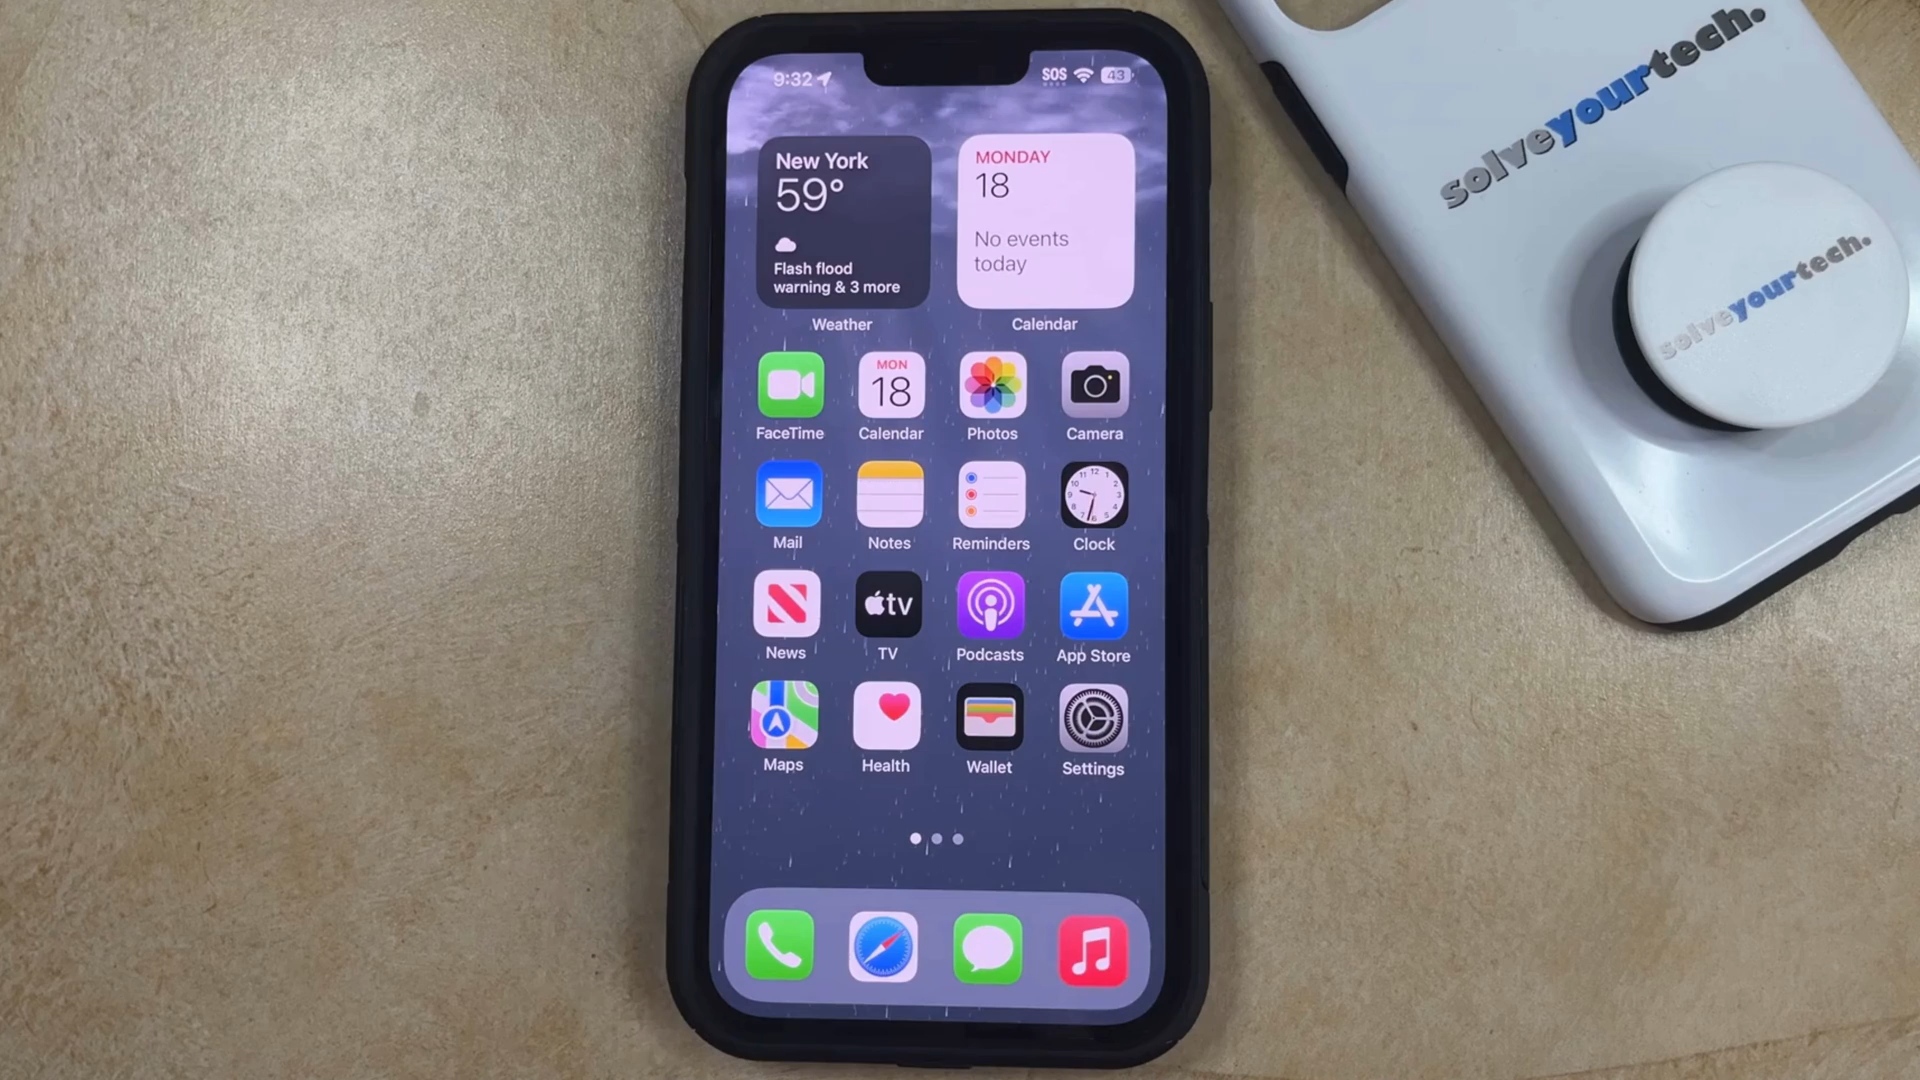 solveyourtech.
solveyourtech.
9:32
SOS
43
New York
59°
Flash flood
warning & 3 more
Weather
MONDAY
18
No events
today
Calendar
FaceTime
MON
18
Calendar
Photos
Camera
Mail
Notes
Reminders
Clock
News
tv
TV
Podcasts
App Store
Maps
Health
Wallet
Settings